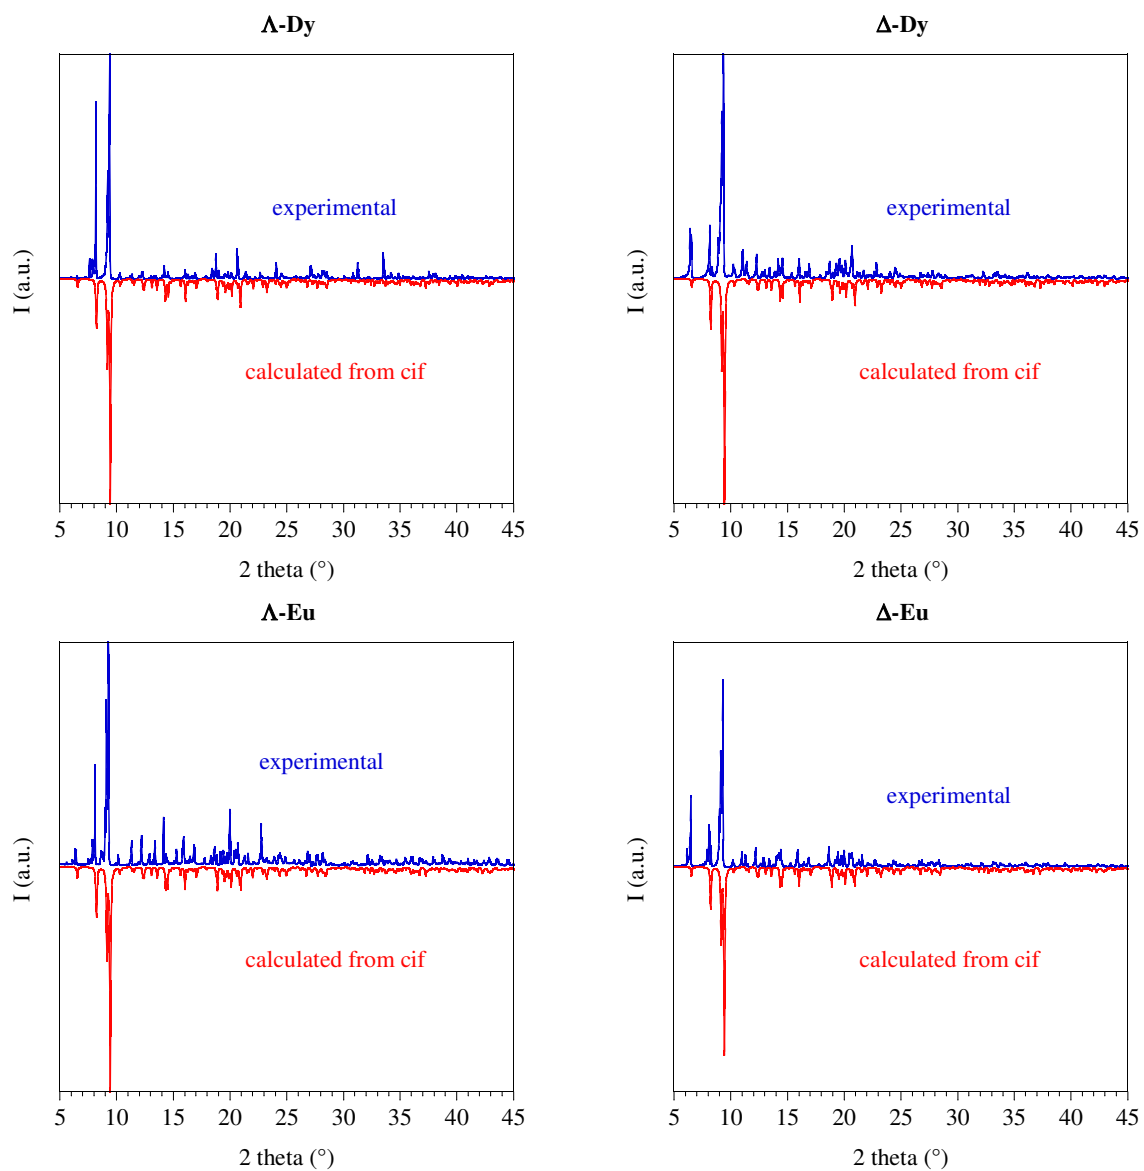 Λ-Dy
I (a.u.)
experimental
calculated from cif
5 10 15 20 25 30 35 40 45
2 theta (°)
Δ-Dy
I (a.u.)
experimental
calculated from cif
5 10 15 20 25 30 35 40 45
2 theta (°)
Λ-Eu
I (a.u.)
experimental
calculated from cif
5 10 15 20 25 30 35 40 45
2 theta (°)
Δ-Eu
I (a.u.)
experimental
calculated from cif
5 10 15 20 25 30 35 40 45
2 theta (°)